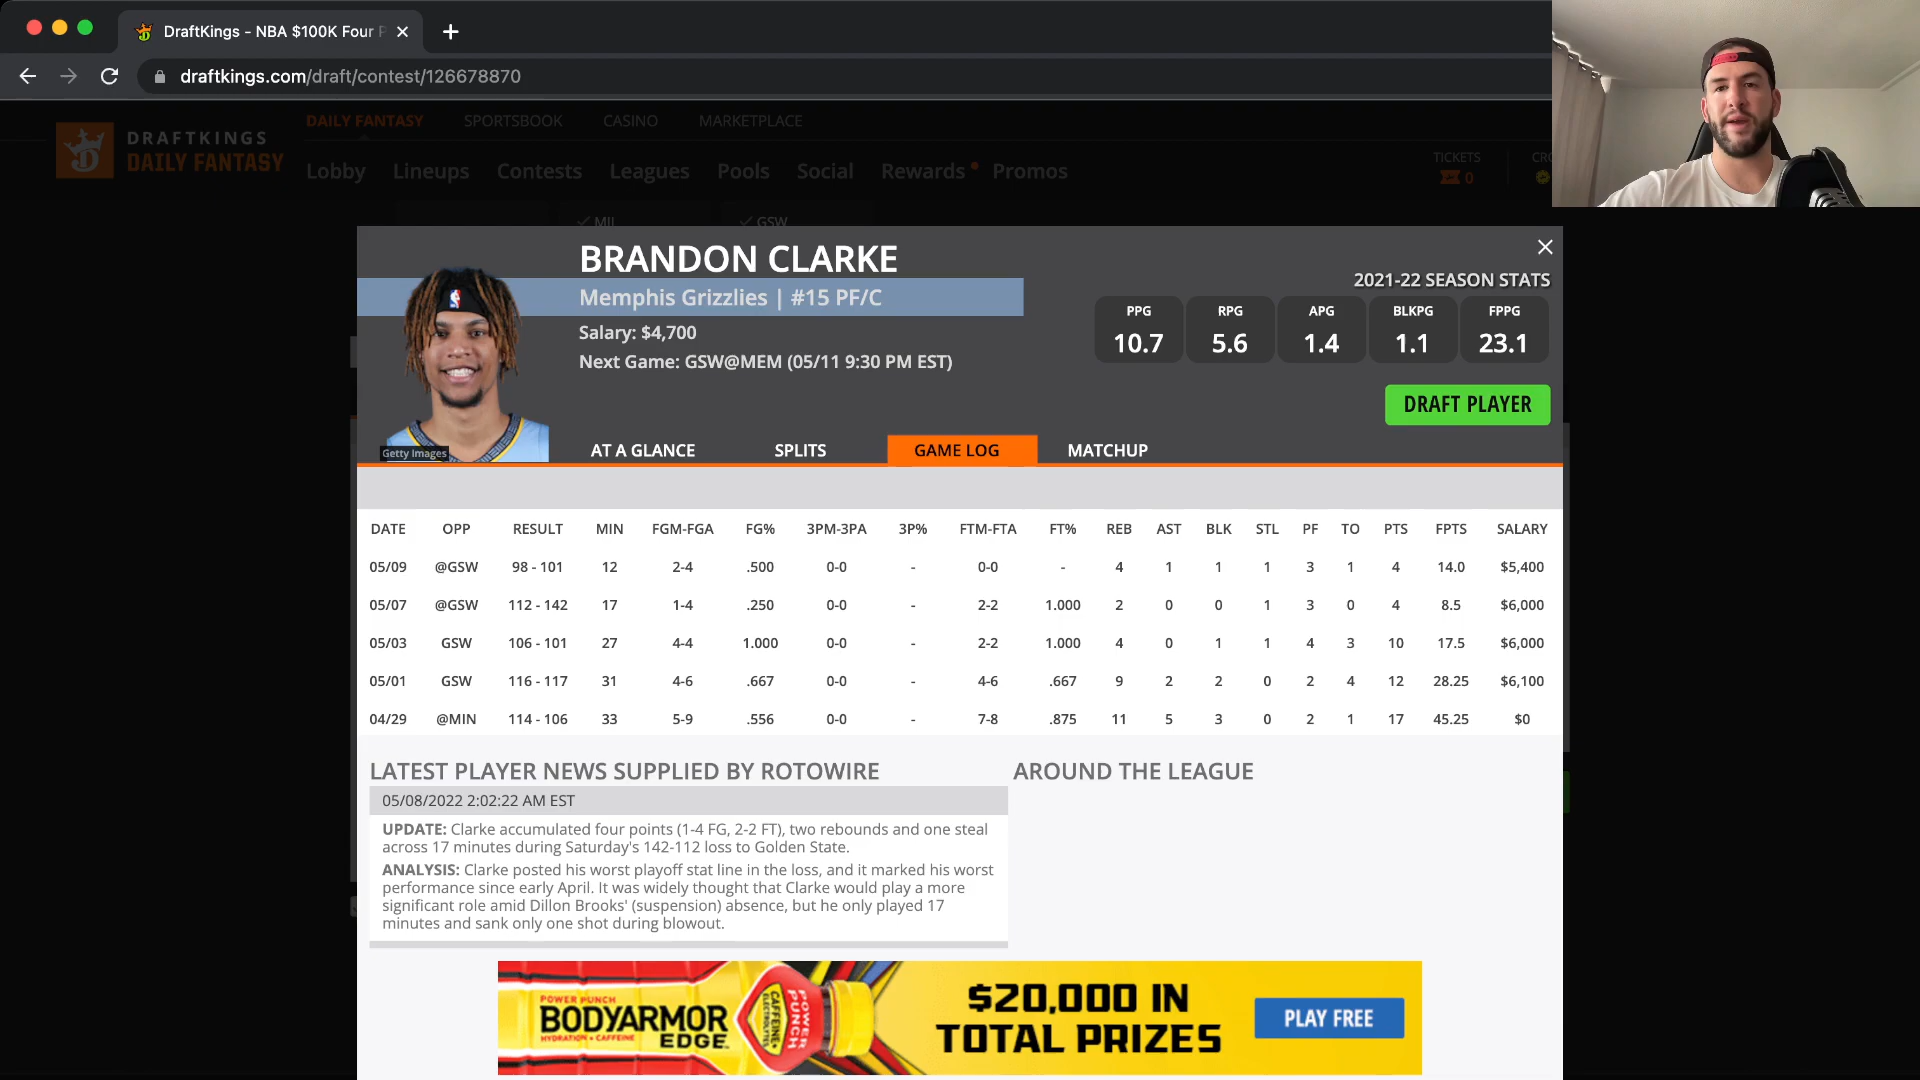 DraftKings - NBA $100K Four P
draftkings.com/draft/contest/126678870
DAILY FANTASY SPORTSBOOK CASINO MARKETPLACE
DRAFTKINGS
DAILY FANTASY
Lobby Lineups Contests Leagues Pools Social Rewards Promos
TICKETS
0
CRO
MIL GSW
BRANDON CLARKE
Memphis Grizzlies | #15 PF/C
Salary: $4,700
Next Game: GSW@MEM (05/11 9:30 PM EST)
2021-22 SEASON STATS
PPG RPG APG BLKPG FPPG
10.7 5.6 1.4 1.1 23.1
DRAFT PLAYER
Getty Images
AT A GLANCE SPLITS GAME LOG MATCHUP
DATE OPP RESULT MIN FGM-FGA FG% 3PM-3PA 3P% FTM-FTA FT% REB AST BLK STL PF TO PTS FPTS SALARY
05/09 @GSW 98 - 101 12 2-4 .500 0-0 - 0-0 - 4 1 1 1 3 1 4 14.0 $5,400
05/07 @GSW 112 - 142 17 1-4 .250 0-0 - 2-2 1.000 2 0 0 1 3 0 4 8.5 $6,000
05/03 GSW 106 - 101 27 4-4 1.000 0-0 - 2-2 1.000 4 0 1 1 4 3 10 17.5 $6,000
05/01 GSW 116 - 117 31 4-6 .667 0-0 - 4-6 .667 9 2 2 0 2 4 12 28.25 $6,100
04/29 @MIN 114 - 106 33 5-9 .556 0-0 - 7-8 .875 11 5 3 0 2 1 17 45.25 $0
LATEST PLAYER NEWS SUPPLIED BY ROTOWIRE
AROUND THE LEAGUE
05/08/2022 2:02:22 AM EST
UPDATE: Clarke accumulated four points (1-4 FG, 2-2 FT), two rebounds and one steal
across 17 minutes during Saturday's 142-112 loss to Golden State.
ANALYSIS: Clarke posted his worst playoff stat line in the loss, and it marked his worst
performance since early April. It was widely thought that Clarke would play a more
significant role amid Dillon Brooks' (suspension) absence, but he only played 17
minutes and sank only one shot during blowout.
POWER PUNCH
BODYARMOR
EDGE
HYDRATION + CAFFEINE
CAFFEINE+
ELECTROLYTES
POWER
PUNCH
$20,000 IN
TOTAL PRIZES
PLAY FREE